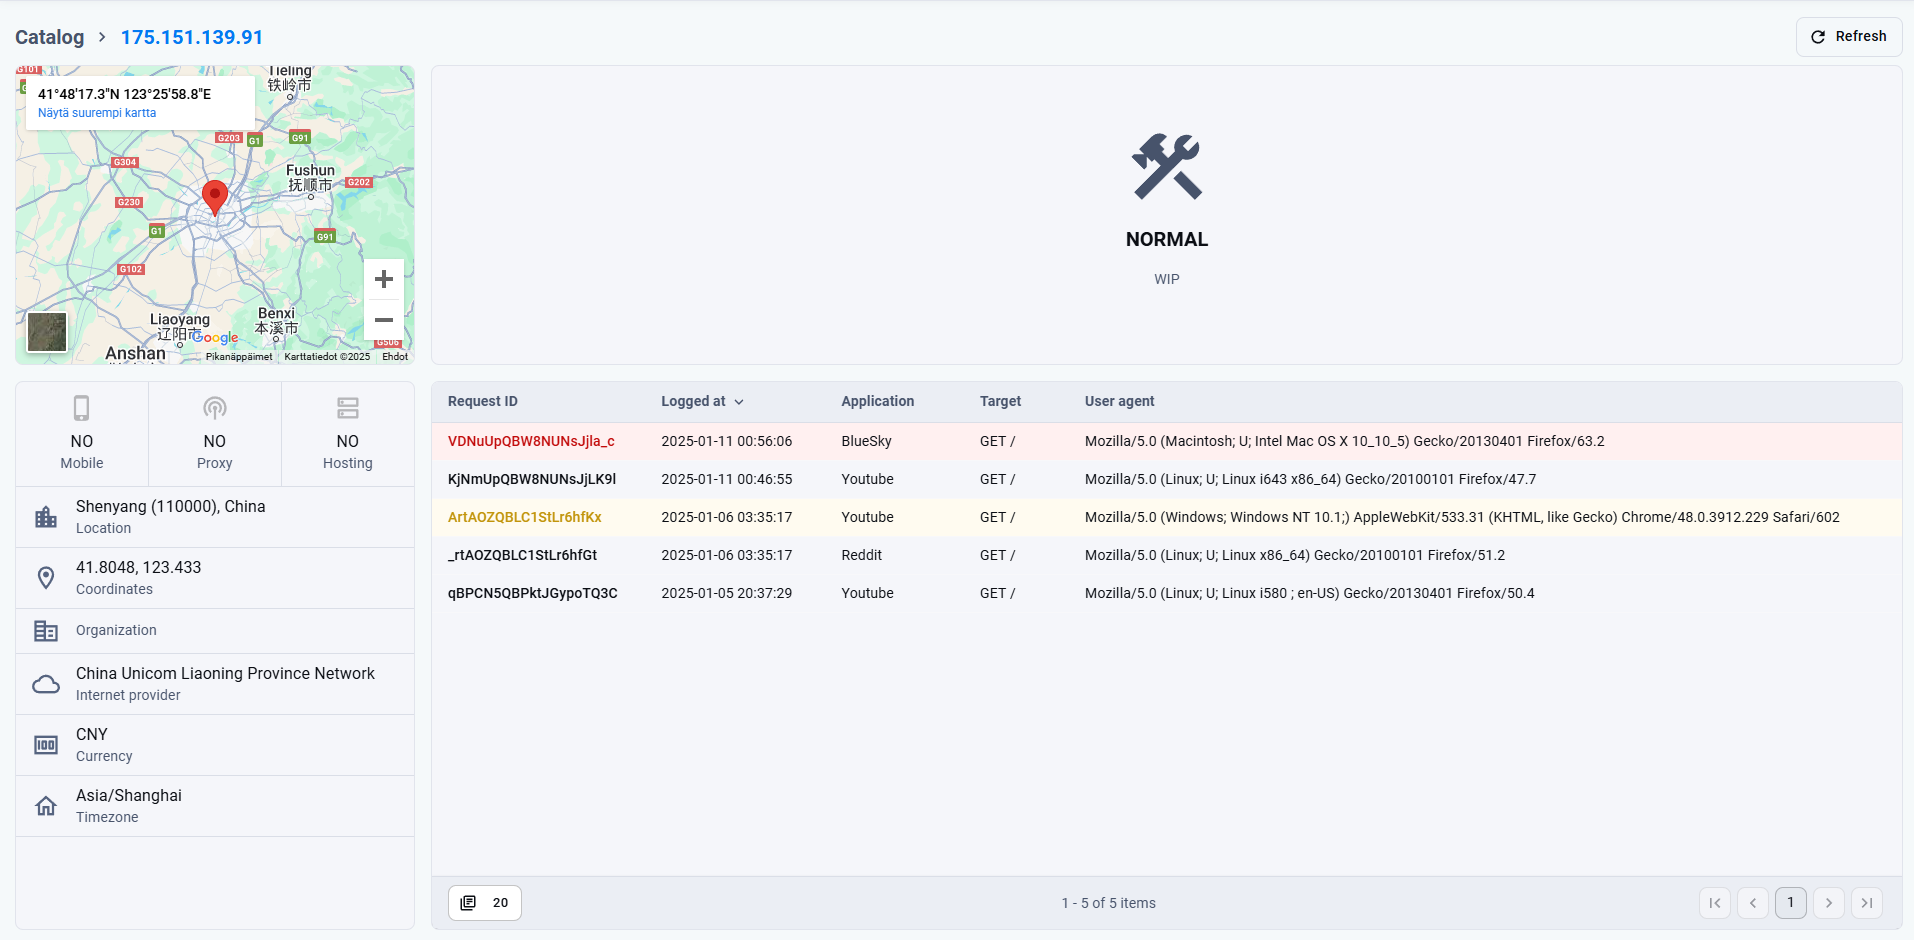 Catalog > 175.151.139.91
Refresh
G101
Tieling
铁岭市
41°48'17.3"N 123°25'58.8"E
Näytä suurempi kartta
G203 G1 G91
G304
Fushun
抚顺市
G202
G230
G1
G91
G102
Benxi
本溪市
Liaoyang
辽阳市
Google
G506
Anshan
Pikanäppäimet Karttatiedot ©2025 Ehdot
NORMAL
WIP
NO
Mobile
NO
Proxy
NO
Hosting
Shenyang (110000), China
Location
41.8048, 123.433
Coordinates
Organization
China Unicom Liaoning Province Network
Internet provider
100
CNY
Currency
Asia/Shanghai
Timezone
Request ID Logged at Application Target User agent
VDNuUpQBW8NUNsJjla_c 2025-01-11 00:56:06 BlueSky GET / Mozilla/5.0 (Macintosh; U; Intel Mac OS X 10_10_5) Gecko/20130401 Firefox/63.2
KjNmUpQBW8NUNsJjLK9l 2025-01-11 00:46:55 Youtube GET / Mozilla/5.0 (Linux; U; Linux i643 x86_64) Gecko/20100101 Firefox/47.7
ArtAOZQBLC1StLr6hfKx 2025-01-06 03:35:17 Youtube GET / Mozilla/5.0 (Windows; Windows NT 10.1;) AppleWebKit/533.31 (KHTML, like Gecko) Chrome/48.0.3912.229 Safari/602
_rtAOZQBLC1StLr6hfGt 2025-01-06 03:35:17 Reddit GET / Mozilla/5.0 (Linux; U; Linux x86_64) Gecko/20100101 Firefox/51.2
qBPCN5QBPktJGypoTQ3C 2025-01-05 20:37:29 Youtube GET / Mozilla/5.0 (Linux; U; Linux i580 ; en-US) Gecko/20130401 Firefox/50.4
20
1 - 5 of 5 items
1